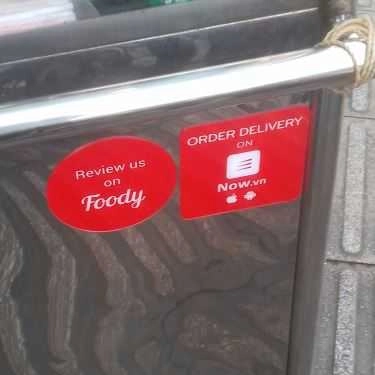 Review us
on
Foody
ORDER DELIVERY
ON
Now.vn